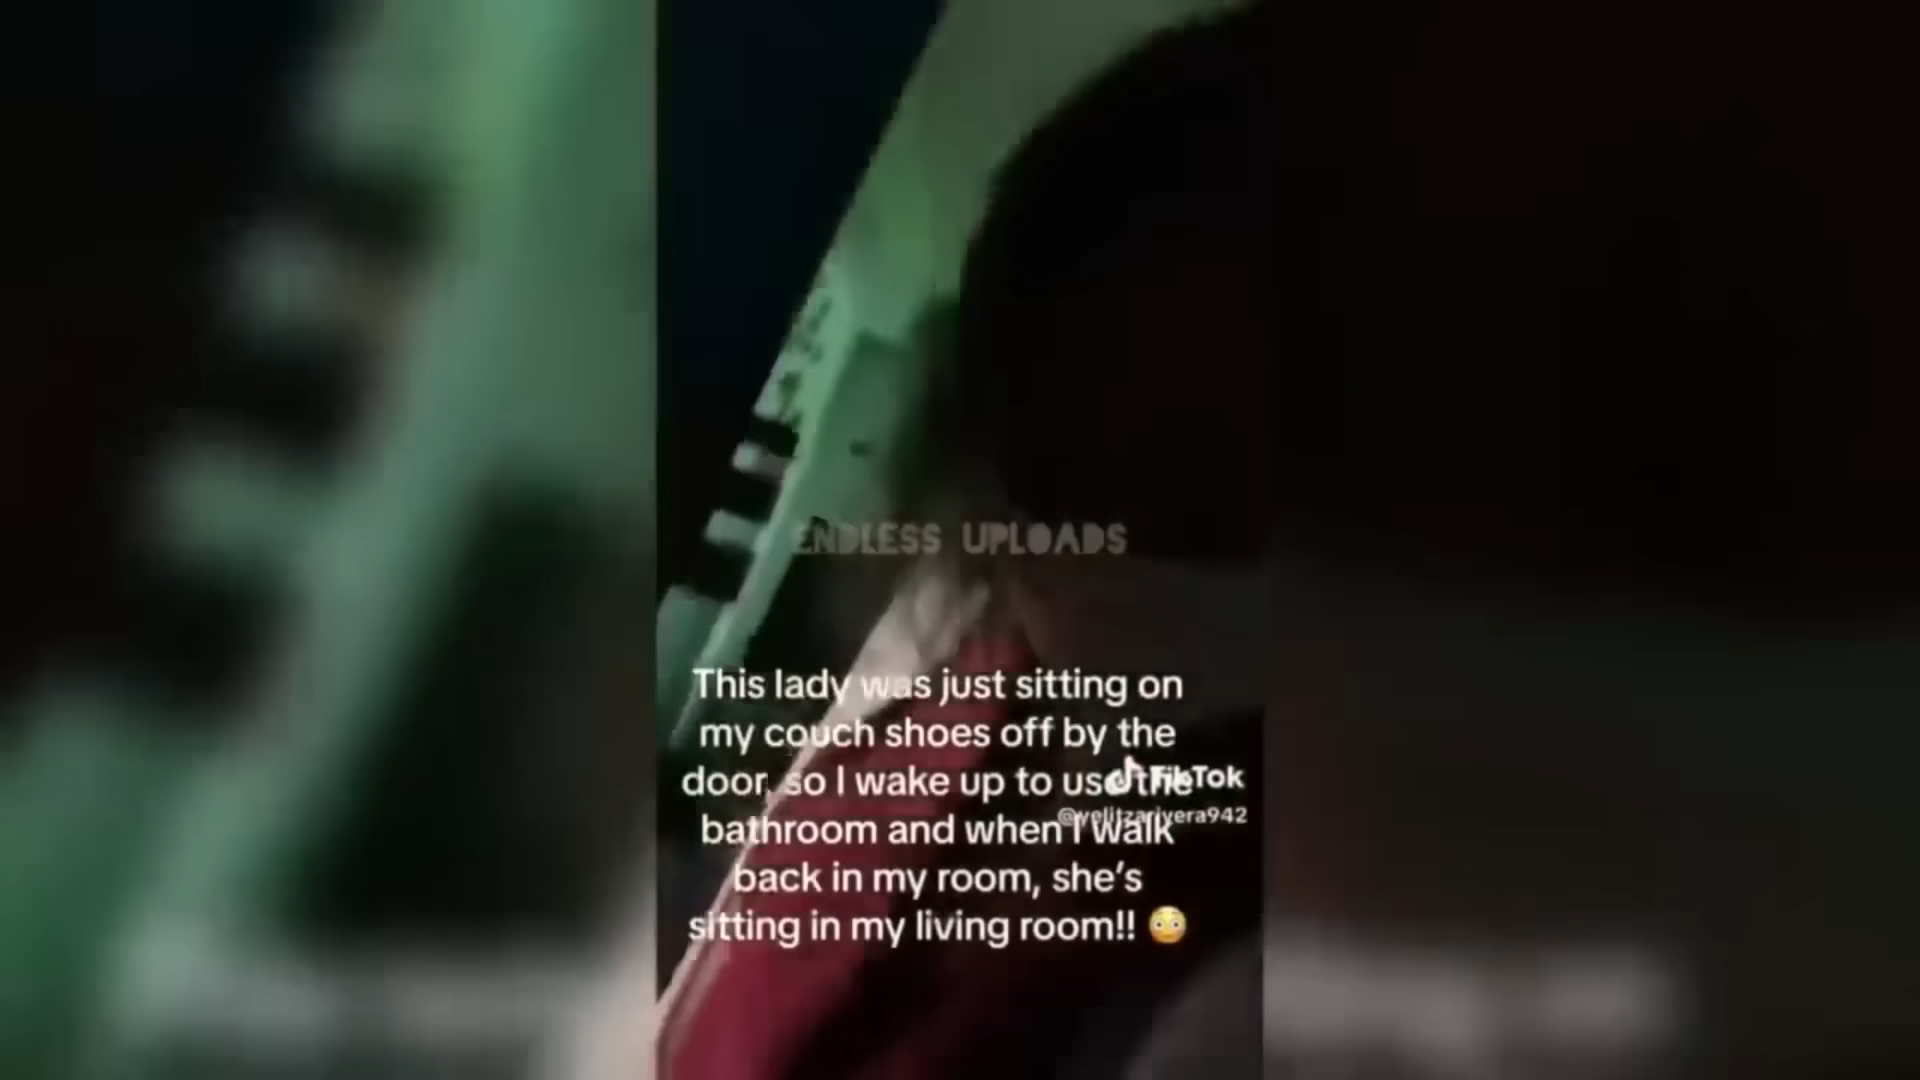 ENDLESS UPLOADS
This lady was just sitting on
my couch shoes off by the
door, so I wake up to use the
TikTok
@yelitzarivera942
bathroom and when I walk
back in my room, she's
sitting in my living room!! 😳